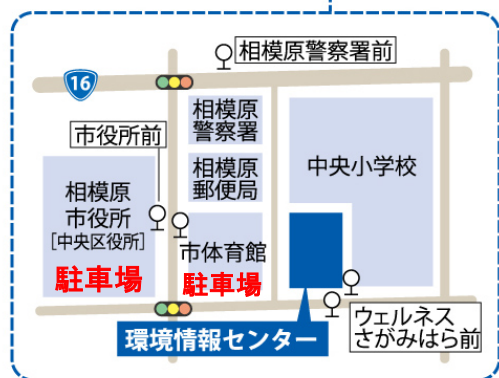 相模原警察署前
16
市役所前
相模原
警察署
相模原
郵便局
中央小学校
相模原
市役所
[中央区役所]
駐車場
市体育館
駐車場
環境情報センター
ウェルネス
さがみはら前